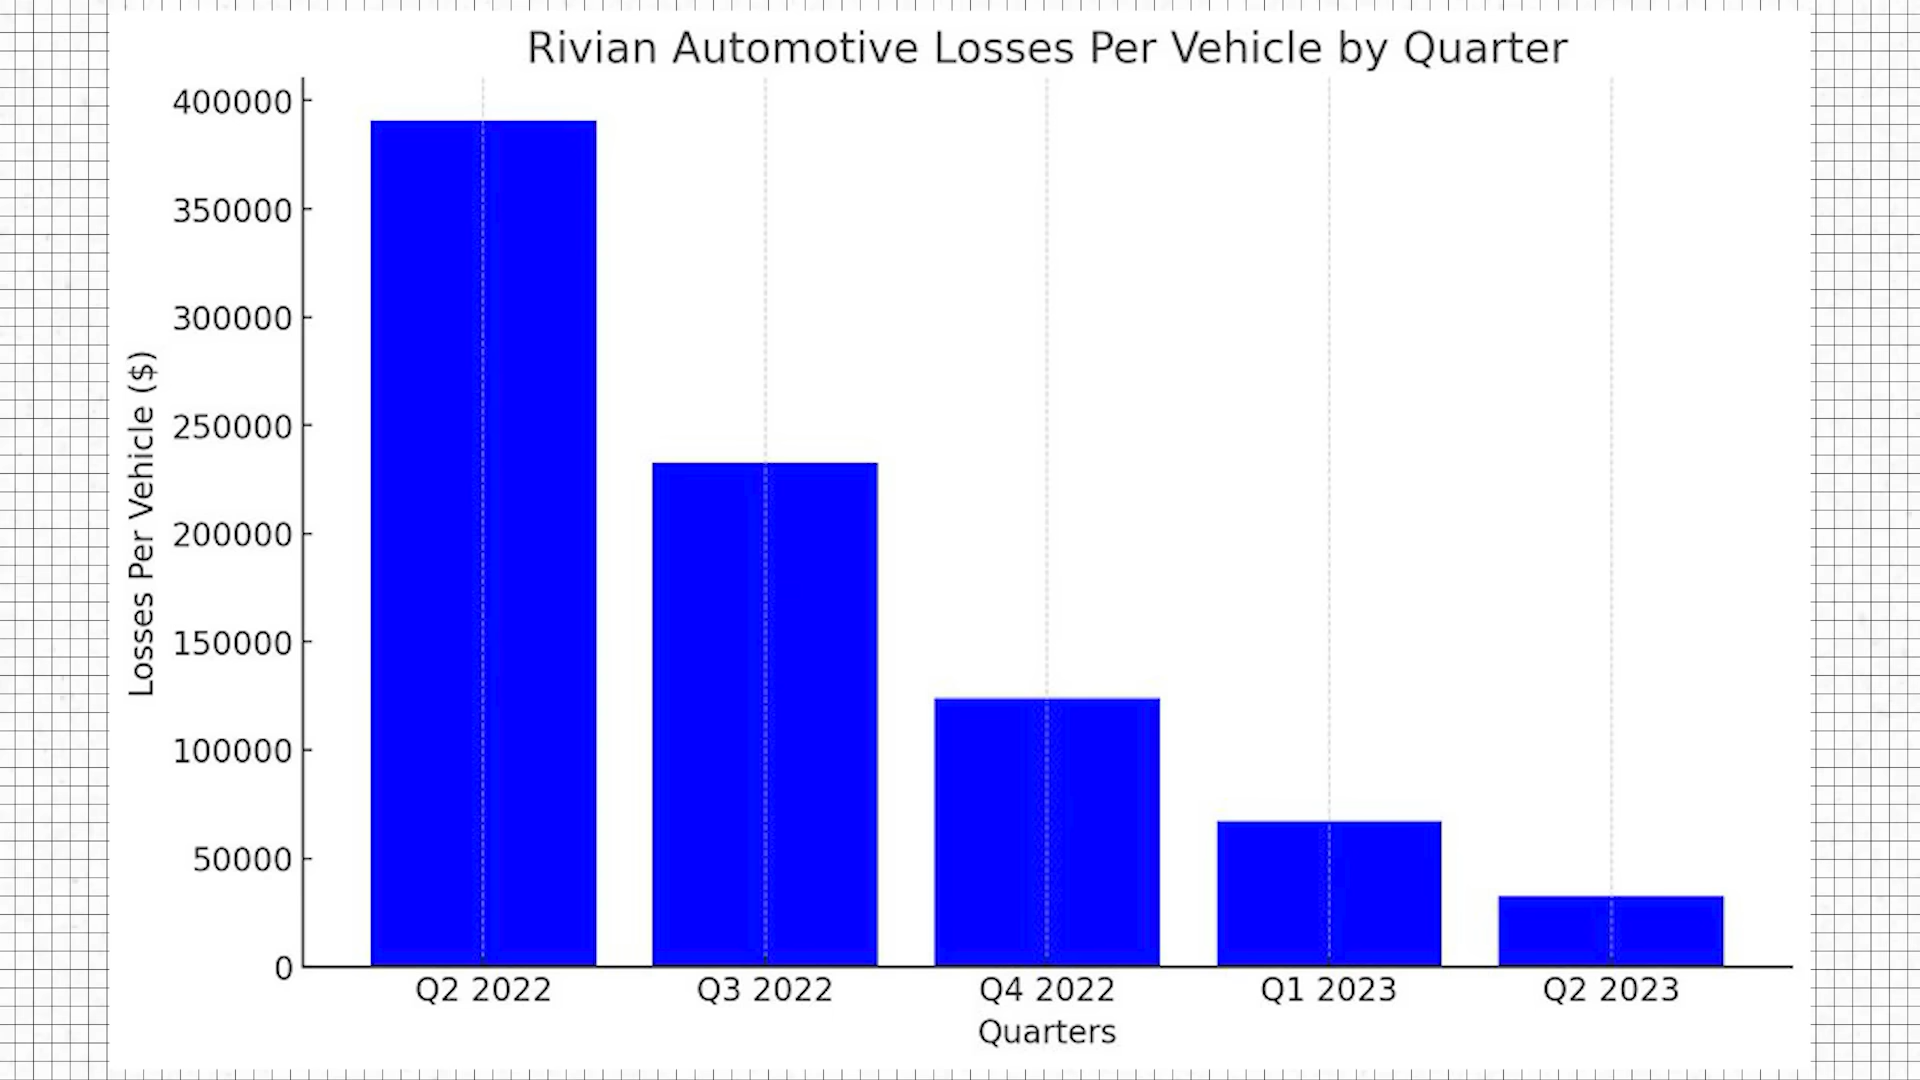 Rivian Automotive Losses Per Vehicle by Quarter
400000
350000
300000
250000
200000
150000
100000
50000
0
Losses Per Vehicle ($)
Q2 2022
Q3 2022
Q4 2022
Q1 2023
Q2 2023
Quarters